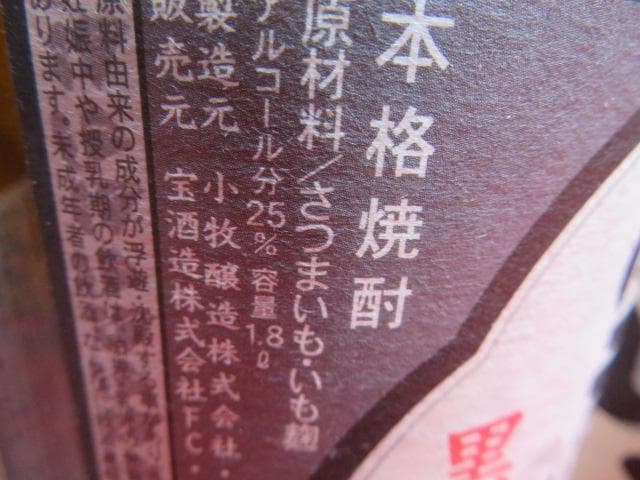 本格焼酎
原材料/さつまいも・いも麹
アルコール分25% 容量1.8ℓ
製造元 小牧醸造株式会社・
販売元 宝酒造株式会社FC・
原料由来の成分が浮遊・沈殿する
妊娠中や授乳期の飲酒は
あります。未成年者の飲酒
黒